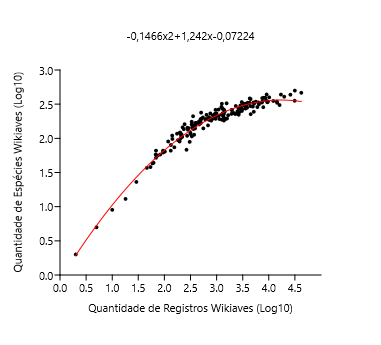 -0,1466x2+1,242x-0,07224
3.0
2.5
2.0
1.5
1.0
0.5
0.0
Quantidade de Espécies Wikiaves (Log10)
0.0 0.5 1.0 1.5 2.0 2.5 3.0 3.5 4.0 4.5
Quantidade de Registros Wikiaves (Log10)